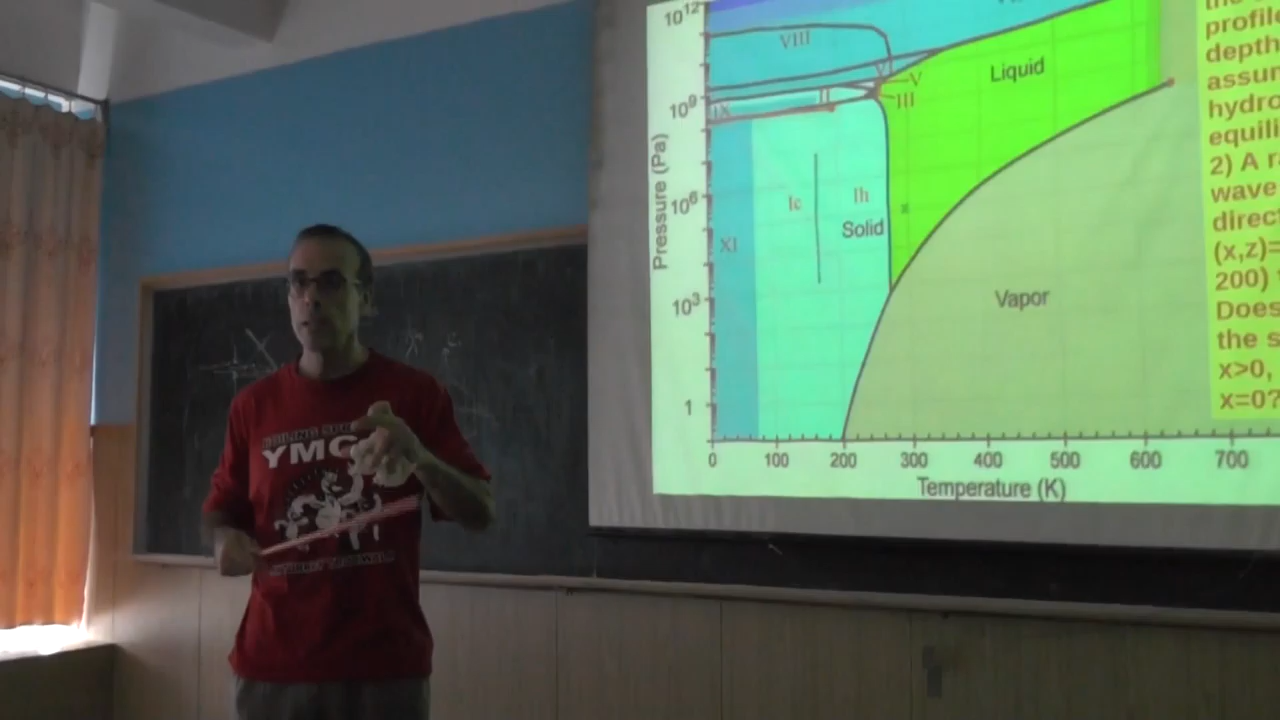 10¹²
10⁹
10⁶
10³
1
Pressure (Pa)
VIII
V
III
II
IX
XI
Ic
Ih
Solid
Liquid
Vapor
0 100 200 300 400 500 600 700
Temperature (K)
profile
depth
assum
hydro
equili
2) A ra
wave
direc
(x,z)=
200)
Does
the s
x>0,
x=0?
YMC